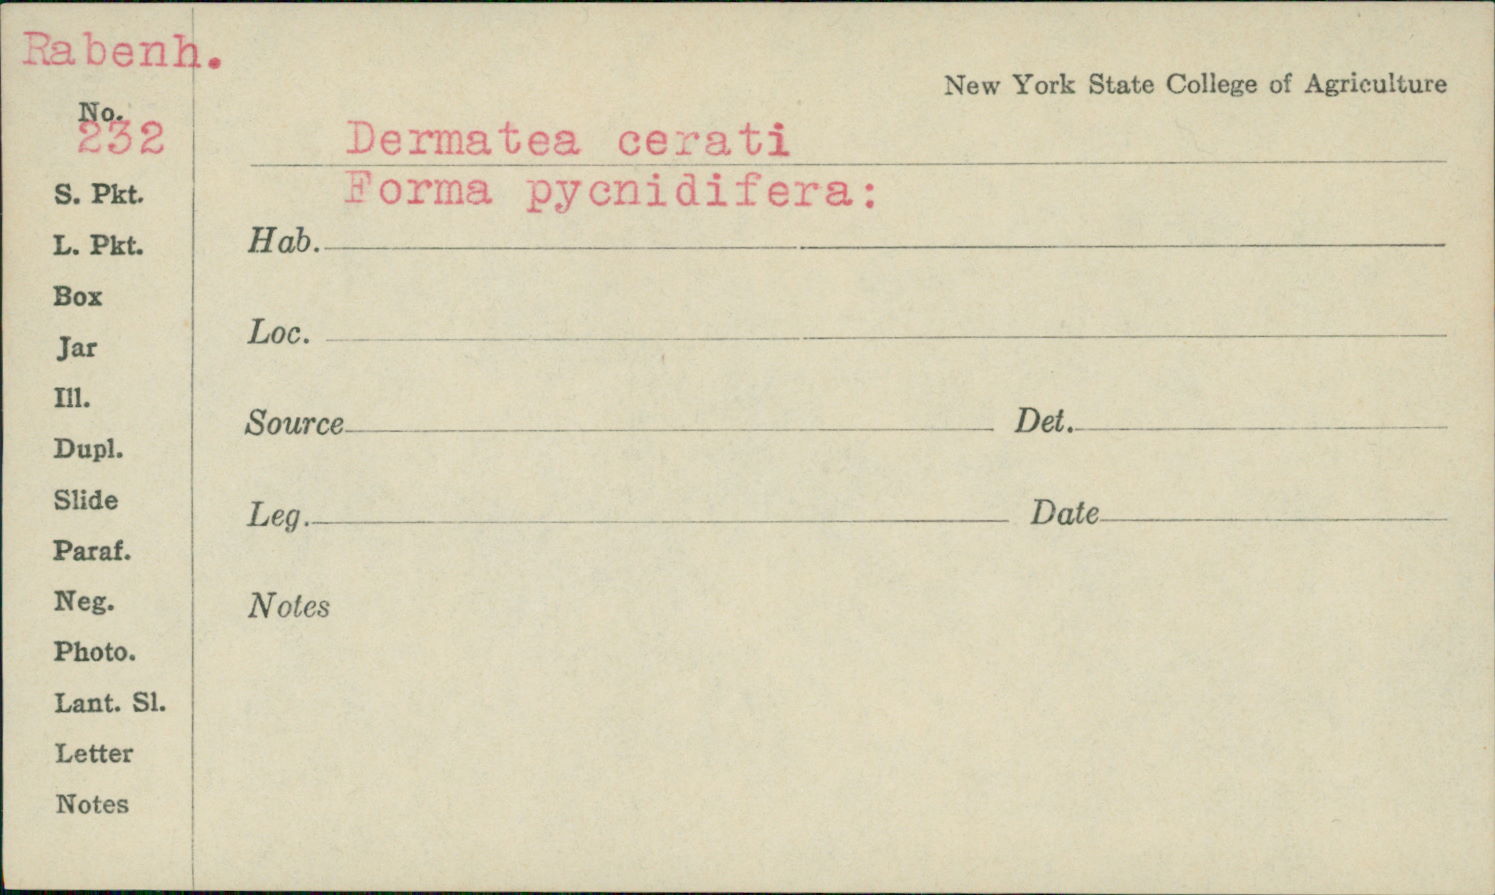 Rabenh.
New York State College of Agriculture
No.
232
Dermatea cerati
Forma pycnidifera:
S. Pkt.
L. Pkt.
Hab.
Box
Loc.
Jar
Ill.
Source Det.
Dupl.
Slide
Leg. Date
Paraf.
Neg.
Notes
Photo.
Lant. Sl.
Letter
Notes